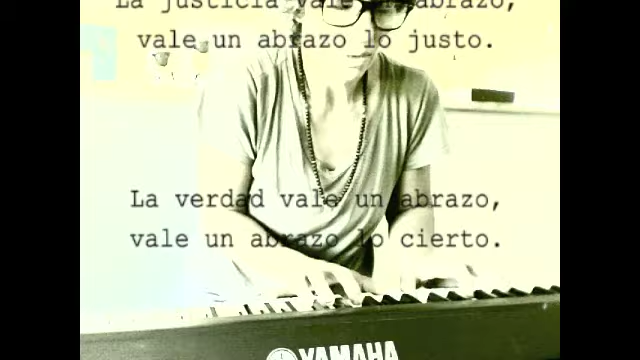 La justicia vale un abrazo,
vale un abrazo lo justo.
La verdad vale un abrazo,
vale un abrazo lo cierto.
YAMAHA